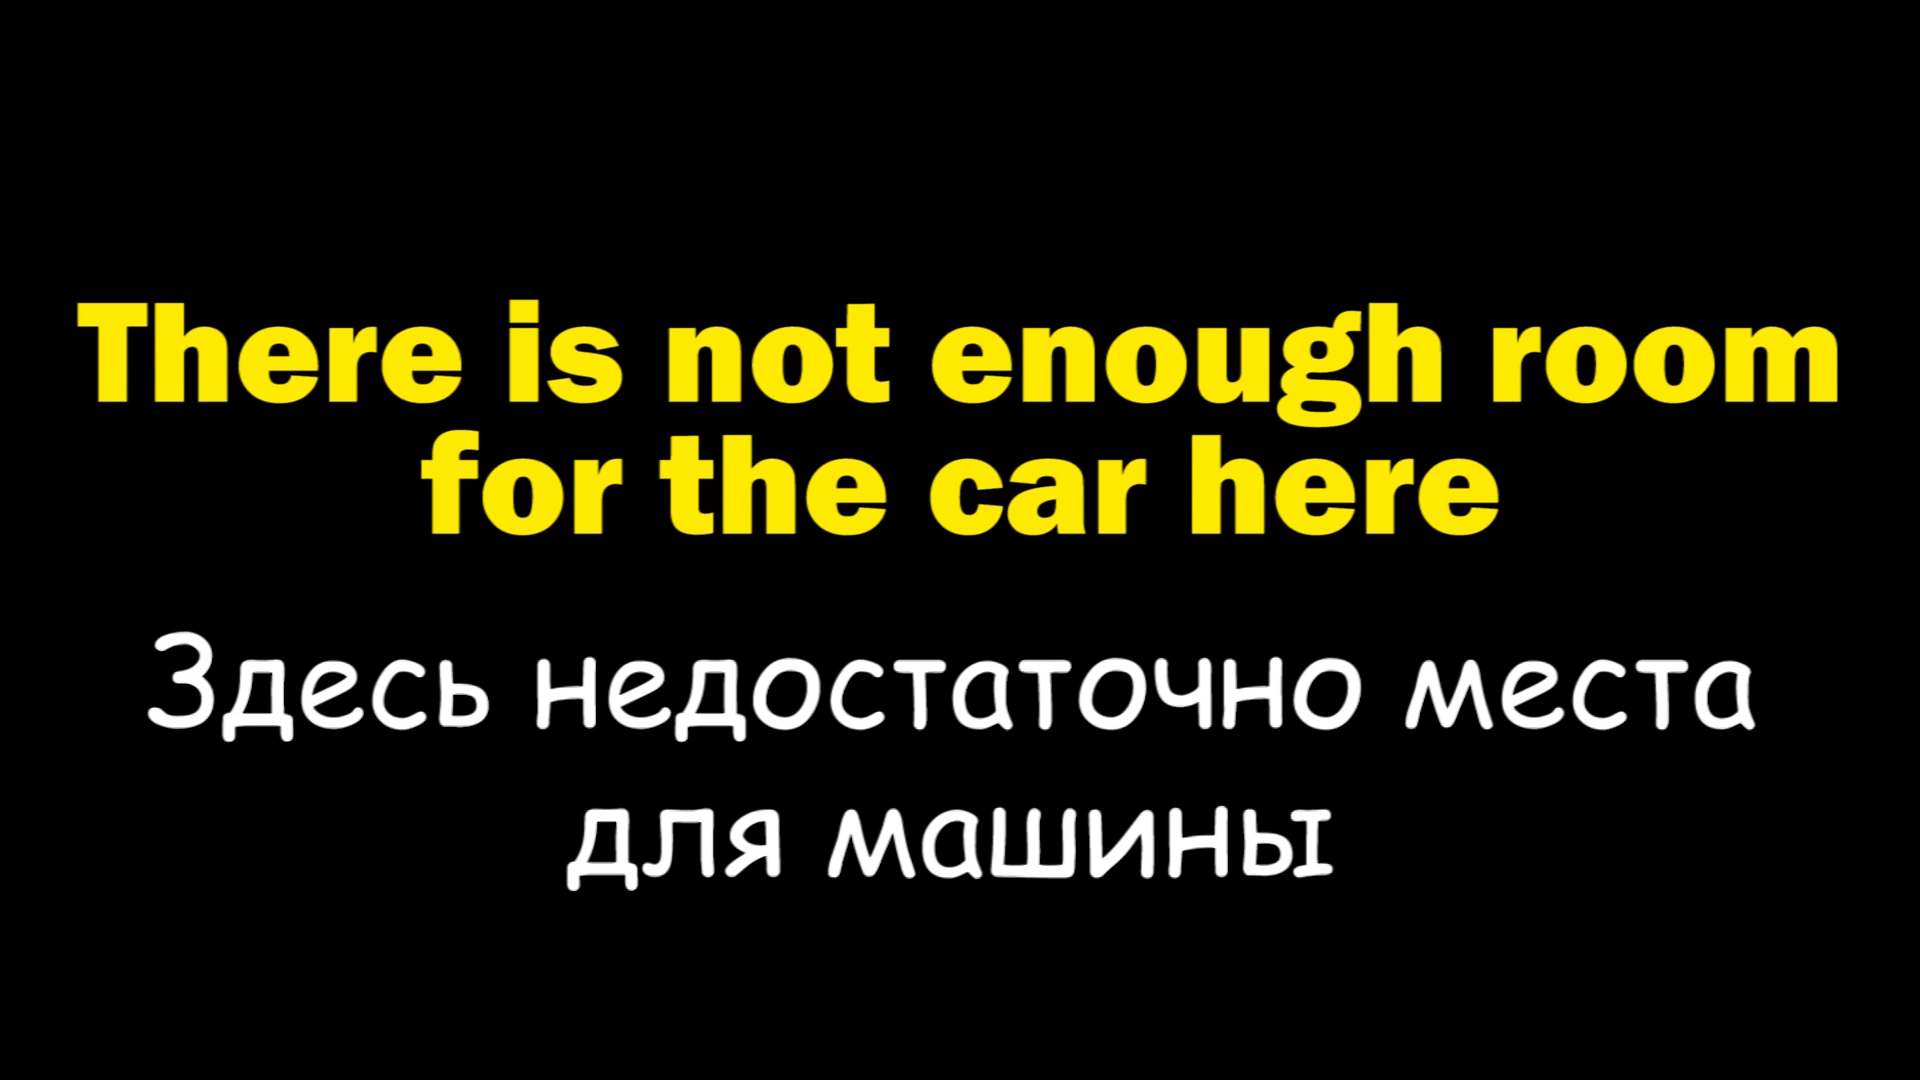 There is not enough room
for the car here
Здесь недостаточно места
для машины